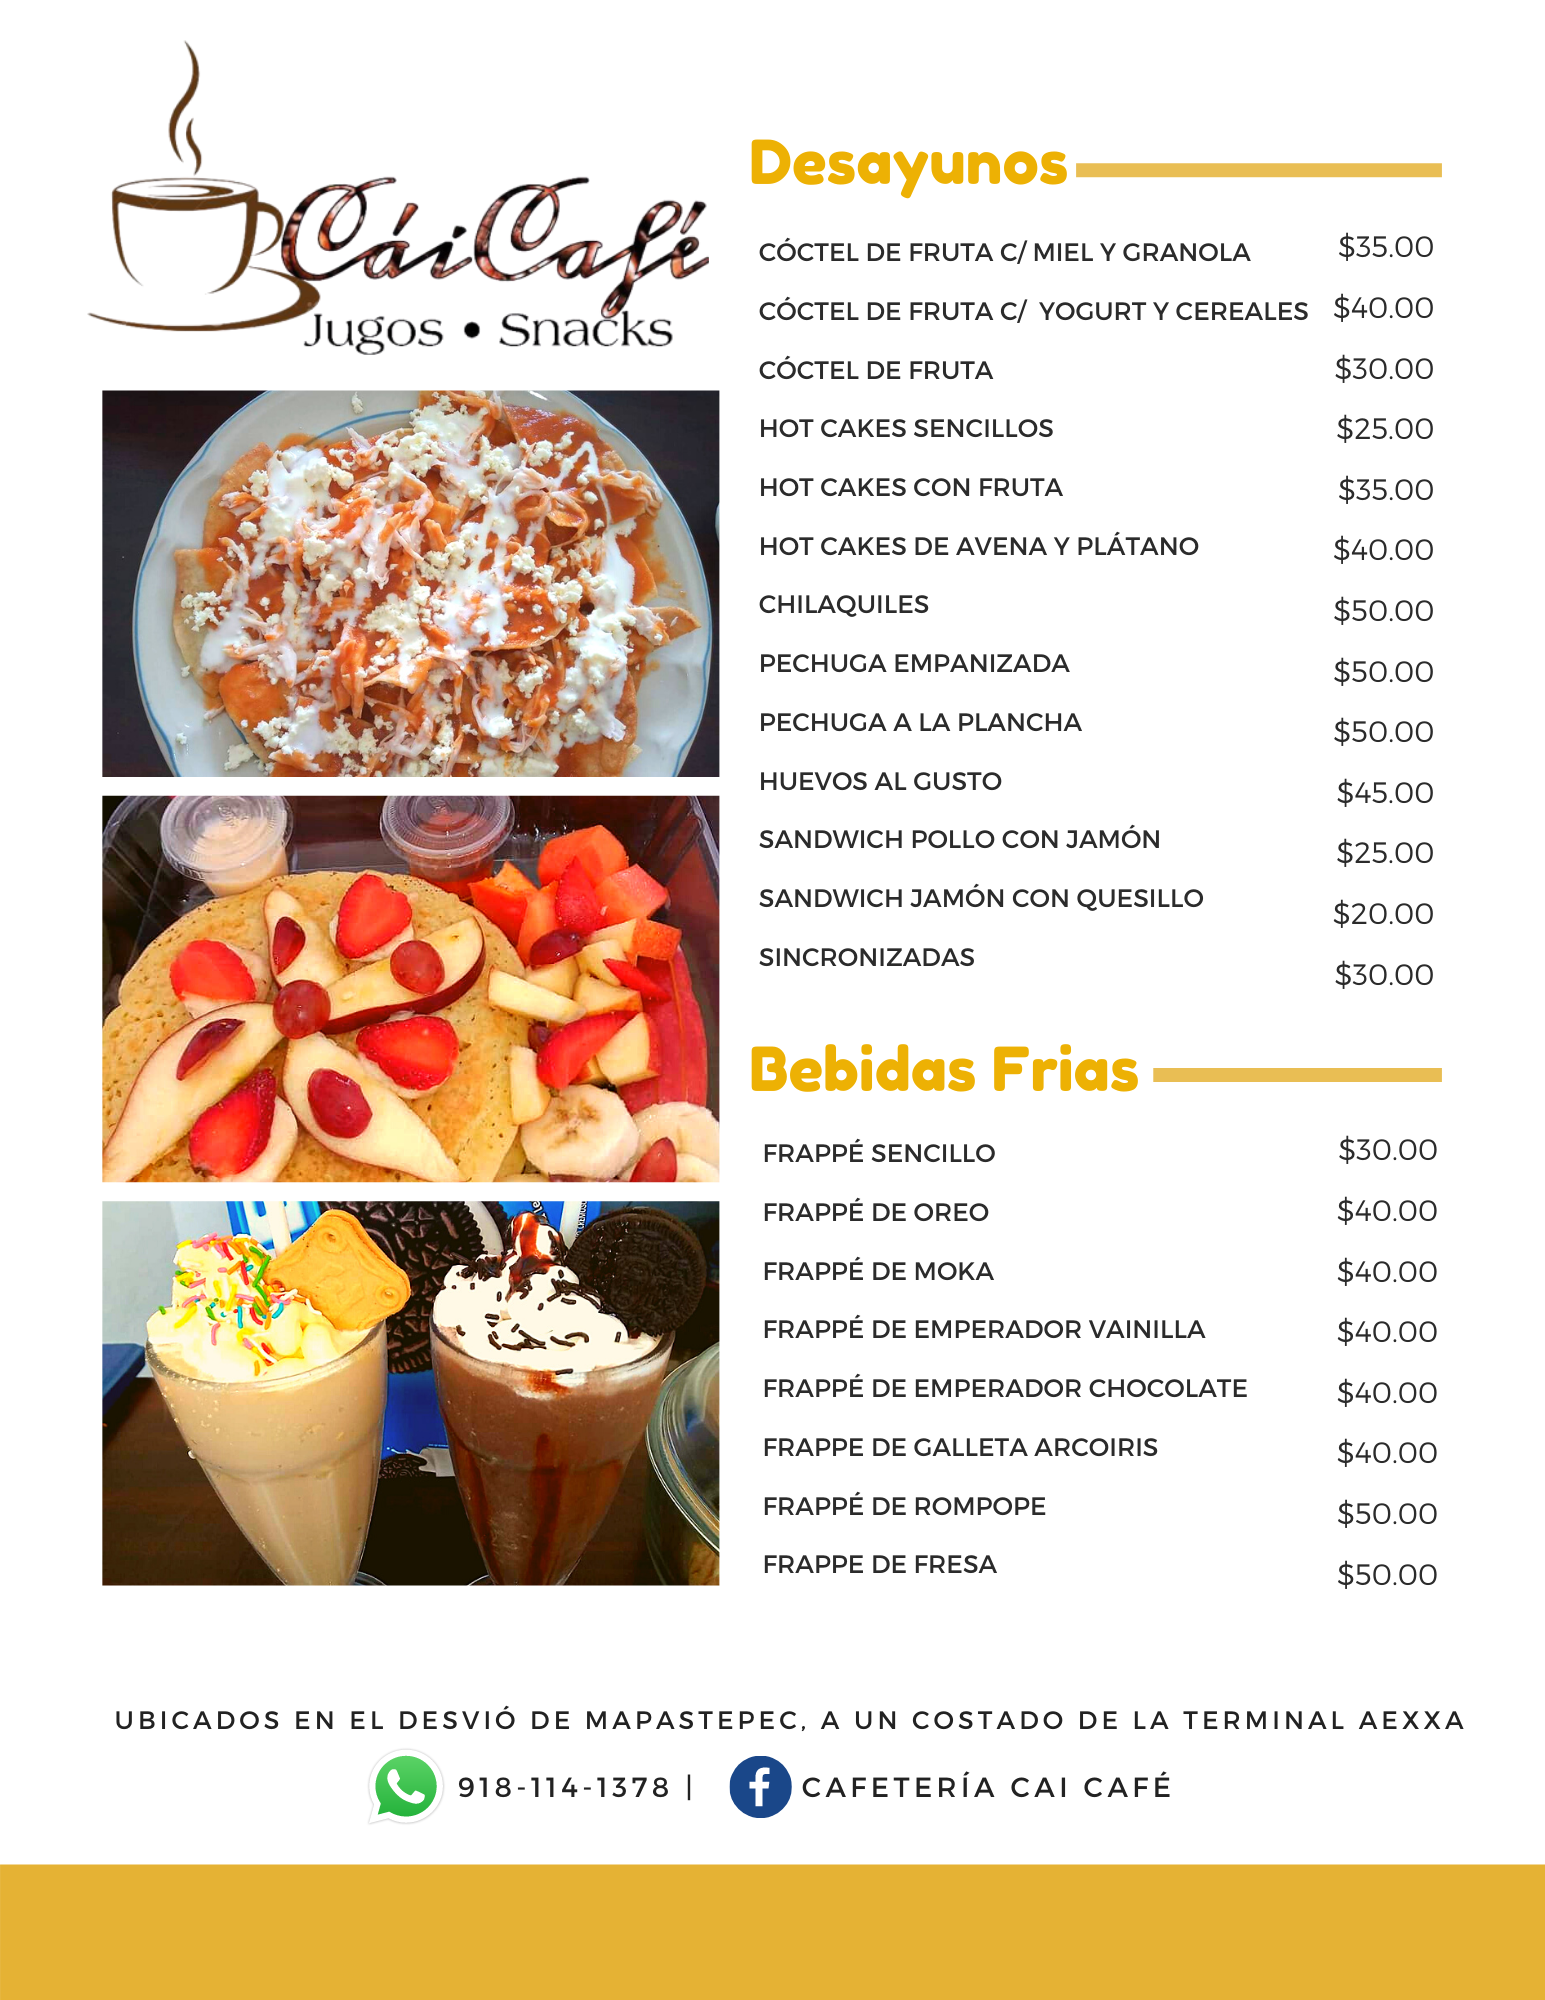 CáiCafé
Jugos • Snacks
Desayunos
CÓCTEL DE FRUTA C/ MIEL Y GRANOLA $35.00
CÓCTEL DE FRUTA C/ YOGURT Y CEREALES $40.00
CÓCTEL DE FRUTA $30.00
HOT CAKES SENCILLOS $25.00
HOT CAKES CON FRUTA $35.00
HOT CAKES DE AVENA Y PLÁTANO $40.00
CHILAQUILES $50.00
PECHUGA EMPANIZADA $50.00
PECHUGA A LA PLANCHA $50.00
HUEVOS AL GUSTO $45.00
SANDWICH POLLO CON JAMÓN $25.00
SANDWICH JAMÓN CON QUESILLO $20.00
SINCRONIZADAS $30.00
Bebidas Frias
FRAPPÉ SENCILLO $30.00
FRAPPÉ DE OREO $40.00
FRAPPÉ DE MOKA $40.00
FRAPPÉ DE EMPERADOR VAINILLA $40.00
FRAPPÉ DE EMPERADOR CHOCOLATE $40.00
FRAPPE DE GALLETA ARCOIRIS $40.00
FRAPPÉ DE ROMPOPE $50.00
FRAPPE DE FRESA $50.00
UBICADOS EN EL DESVIÓ DE MAPASTEPEC, A UN COSTADO DE LA TERMINAL AEXXA
918-114-1378 | CAFETERÍA CAI CAFÉ